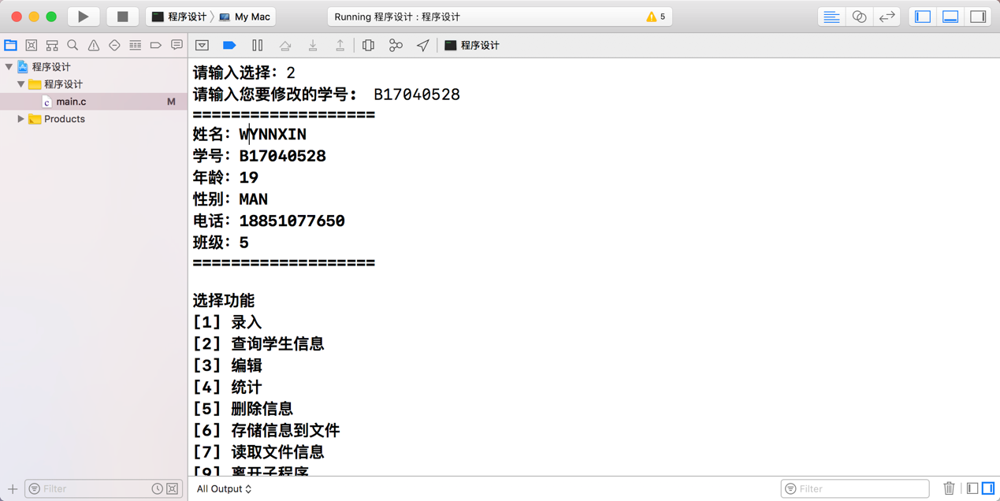 程序设计 〉 My Mac
Running 程序设计 : 程序设计
5
程序设计
程序设计
程序设计
main.c M
Products
请输入选择：2
请输入您要修改的学号： B17040528
===================
姓名：WYNNXIN
学号：B17040528
年龄：19
性别：MAN
电话：18851077650
班级：5
===================
选择功能
[1] 录入
[2] 查询学生信息
[3] 编辑
[4] 统计
[5] 删除信息
[6] 存储信息到文件
[7] 读取文件信息
[9] 离开子程序
Filter
All Output
Filter